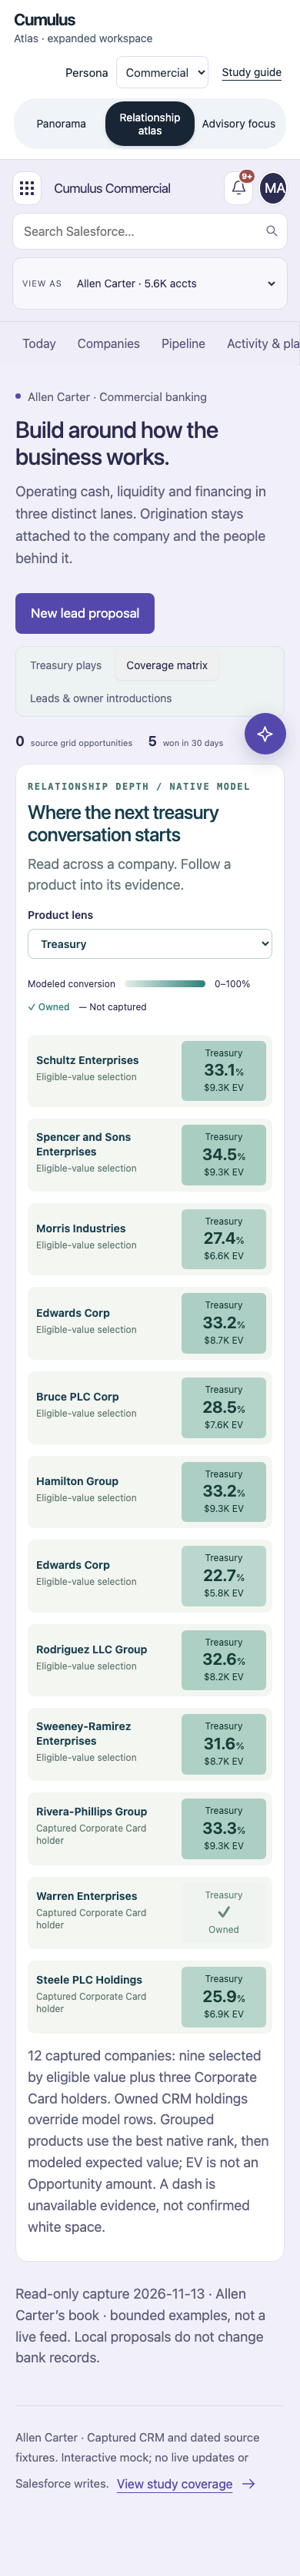 Cumulus
Atlas · expanded workspace
Persona
Commercial
Study guide
Panorama
Relationship
atlas
Advisory focus
Cumulus Commercial
9+
MA
Search Salesforce...
VIEW AS
Allen Carter · 5.6K accts
Today
Companies
Pipeline
Activity & pla
Allen Carter · Commercial banking
Build around how the
business works.
Operating cash, liquidity and financing in
three distinct lanes. Origination stays
attached to the company and the people
behind it.
New lead proposal
Treasury plays
Coverage matrix
Leads & owner introductions
0 source grid opportunities
5 won in 30 days
RELATIONSHIP DEPTH / NATIVE MODEL
Where the next treasury
conversation starts
Read across a company. Follow a
product into its evidence.
Product lens
Treasury
Modeled conversion
0–100%
✓ Owned
— Not captured
Schultz Enterprises
Eligible-value selection
Treasury
33.1%
$9.3K EV
Spencer and Sons
Enterprises
Eligible-value selection
Treasury
34.5%
$9.3K EV
Morris Industries
Eligible-value selection
Treasury
27.4%
$6.6K EV
Edwards Corp
Eligible-value selection
Treasury
33.2%
$8.7K EV
Bruce PLC Corp
Eligible-value selection
Treasury
28.5%
$7.6K EV
Hamilton Group
Eligible-value selection
Treasury
33.2%
$9.3K EV
Edwards Corp
Eligible-value selection
Treasury
22.7%
$5.8K EV
Rodriguez LLC Group
Eligible-value selection
Treasury
32.6%
$8.2K EV
Sweeney-Ramirez
Enterprises
Eligible-value selection
Treasury
31.6%
$8.7K EV
Rivera-Phillips Group
Captured Corporate Card
holder
Treasury
33.3%
$9.3K EV
Warren Enterprises
Captured Corporate Card
holder
Treasury
✓
Owned
Steele PLC Holdings
Captured Corporate Card
holder
Treasury
25.9%
$6.9K EV
12 captured companies: nine selected
by eligible value plus three Corporate
Card holders. Owned CRM holdings
override model rows. Grouped
products use the best native rank, then
modeled expected value; EV is not an
Opportunity amount. A dash is
unavailable evidence, not confirmed
white space.
Read-only capture 2026-11-13 · Allen
Carter’s book · bounded examples, not a
live feed. Local proposals do not change
bank records.
Allen Carter · Captured CRM and dated source
fixtures. Interactive mock; no live updates or
Salesforce writes. View study coverage →